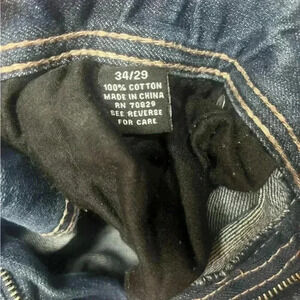 34/29
100% COTTON
MADE IN CHINA
RN 70829
SEE REVERSE
FOR CARE